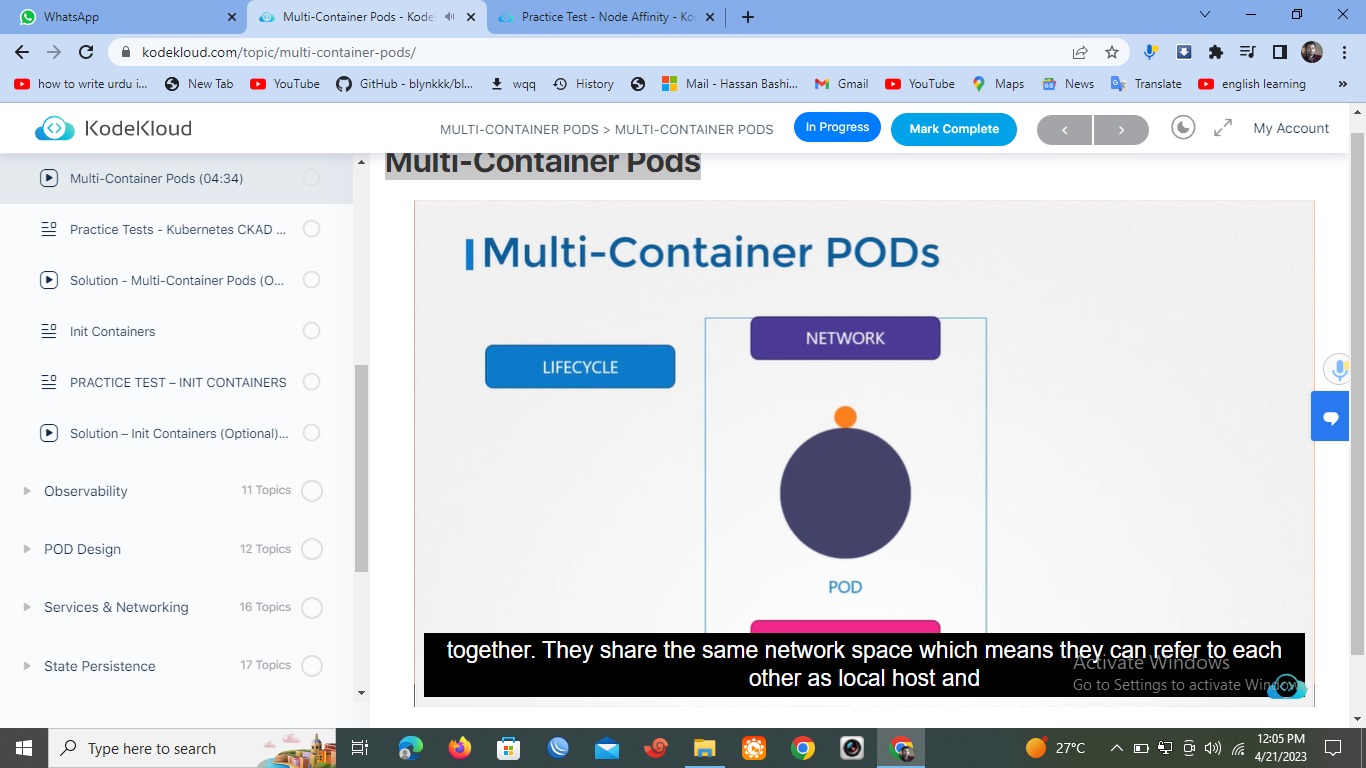 WhatsApp
Multi-Container Pods - Kodel
Practice Test - Node Affinity - Ko
kodekloud.com/topic/multi-container-pods/
how to write urdu i...
New Tab
YouTube
GitHub - blynkkk/bl...
wqq
History
Mail - Hassan Bashi...
Gmail
YouTube
Maps
News
Translate
english learning
»
KodeKloud
MULTI-CONTAINER PODS > MULTI-CONTAINER PODS
In Progress
Mark Complete
<
>
My Account
Multi-Container Pods (04:34)
Practice Tests - Kubernetes CKAD ...
Solution - Multi-Container Pods (O...
Init Containers
PRACTICE TEST – INIT CONTAINERS
Solution – Init Containers (Optional)...
Observability
11 Topics
POD Design
12 Topics
Services & Networking
16 Topics
State Persistence
17 Topics
Multi-Container Pods
Multi-Container PODs
LIFECYCLE
NETWORK
POD
together. They share the same network space which means they can refer to each
other as local host and
Activate Windows
Go to Settings to activate Windows
Type here to search
27°C
12:05 PM
4/21/2023